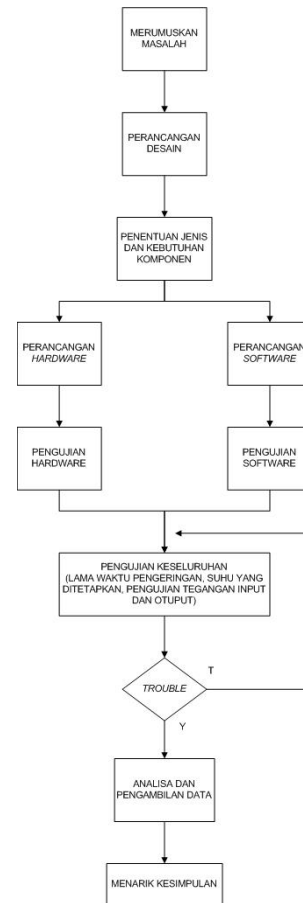 MERUMUSKAN
MASALAH
PERANCANGAN
DESAIN
PENENTUAN JENIS
DAN KEBUTUHAN
KOMPONEN
PERANCANGAN
HARDWARE
PERANCANGAN
SOFTWARE
PENGUJIAN
HARDWARE
PENGUJIAN
SOFTWARE
PENGUJIAN KESELURUHAN
(LAMA WAKTU PENGERINGAN, SUHU YANG
DITETAPKAN, PENGUJIAN TEGANGAN INPUT
DAN OTUPUT)
TROUBLE
T
Y
ANALISA DAN
PENGAMBILAN DATA
MENARIK KESIMPULAN